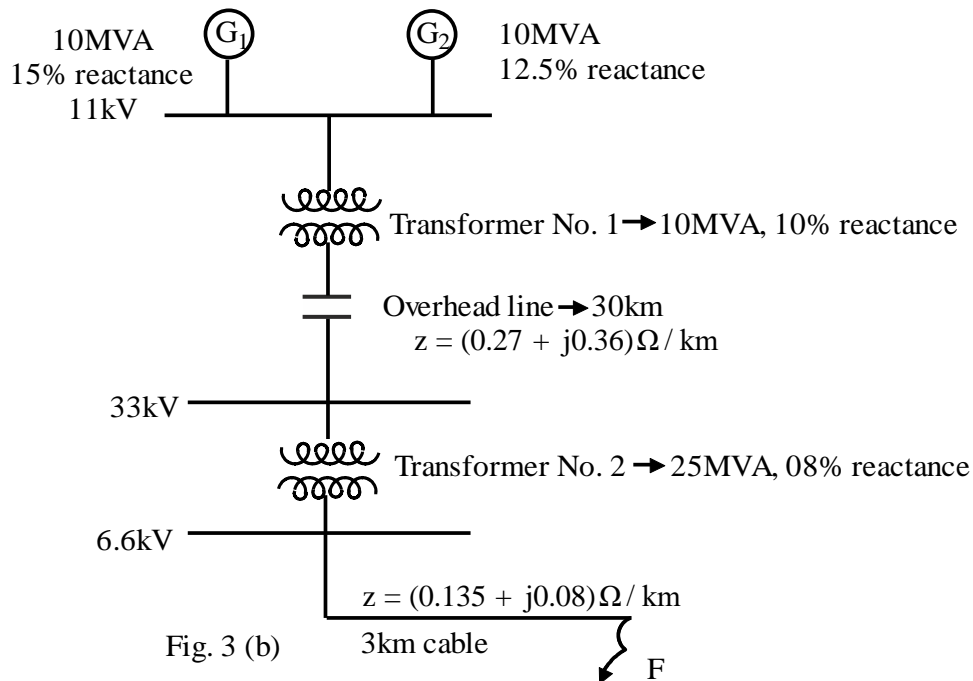 10MVA
15% reactance
11kV
G1
G2
10MVA
12.5% reactance
Transformer No. 1 → 10MVA, 10% reactance
Overhead line → 30km
z = (0.27 + j0.36)Ω / km
33kV
Transformer No. 2 → 25MVA, 08% reactance
6.6kV
z = (0.135 + j0.08)Ω / km
3km cable
Fig. 3 (b)
F